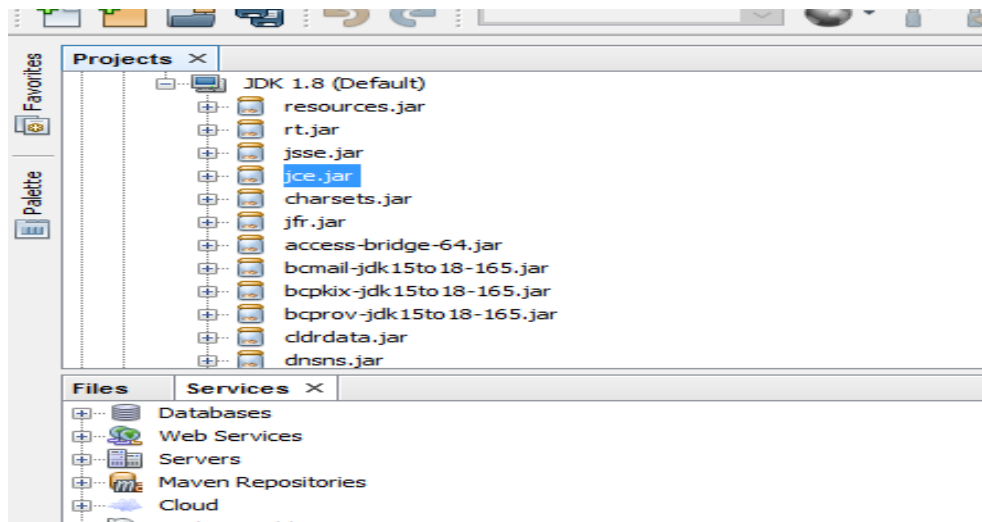 Favorites
Palette
Projects
JDK 1.8 (Default)
resources.jar
rt.jar
jsse.jar
jce.jar
charsets.jar
jfr.jar
access-bridge-64.jar
bcmail-jdk15to18-165.jar
bcpkix-jdk15to18-165.jar
bcprov-jdk15to18-165.jar
cldrdata.jar
dnsns.jar
Files Services
Databases
Web Services
Servers
Maven Repositories
Cloud